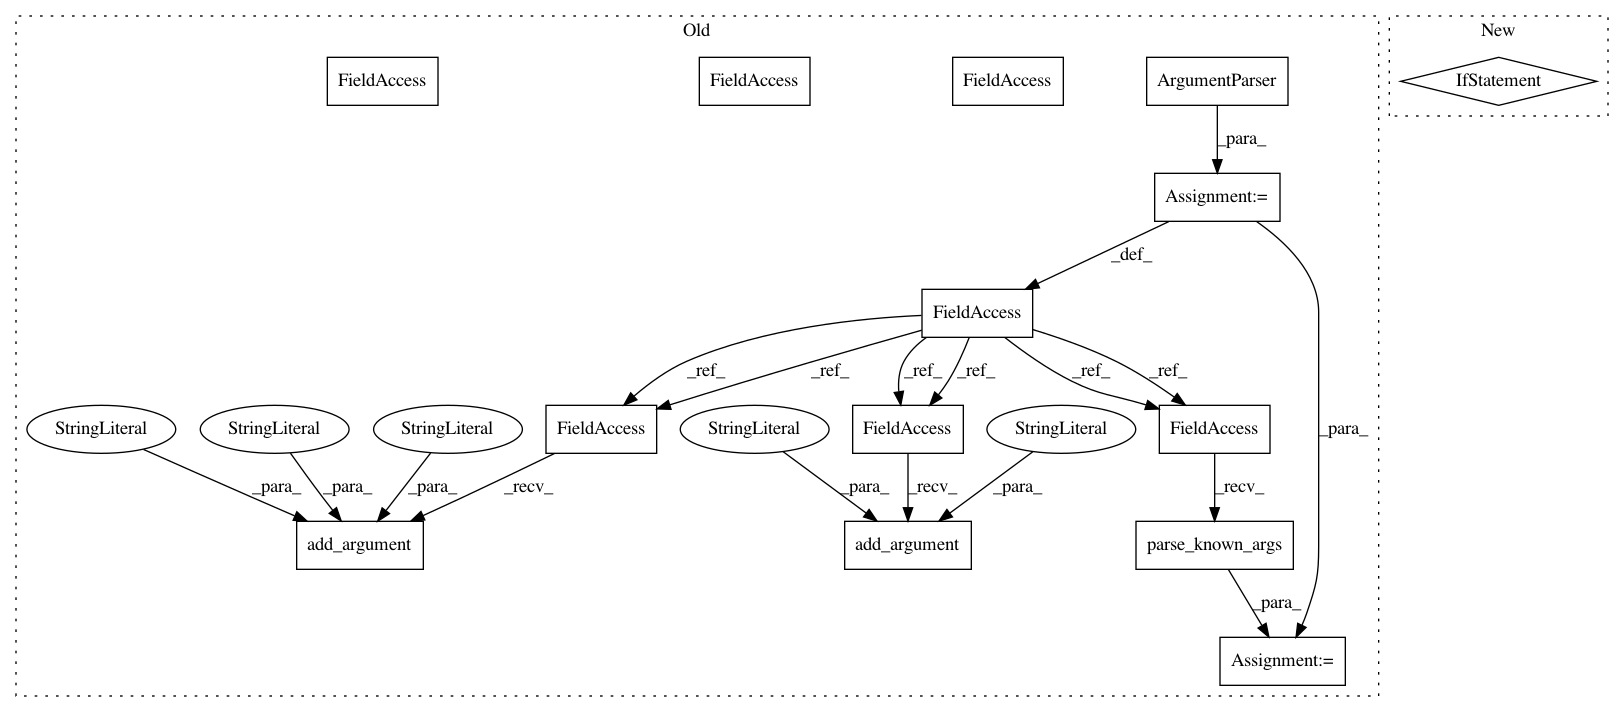 Old
New
FieldAccess
FieldAccess
FieldAccess
ArgumentParser
IfStatement
_para_
Assignment:=
_def_
FieldAccess
_ref_
_ref_
_ref_
_ref_
_ref_
_ref_
StringLiteral
StringLiteral
StringLiteral
FieldAccess
StringLiteral
FieldAccess
StringLiteral
FieldAccess
_para_
_para_
_para_
_para_
_recv_
_para_
_recv_
_para_
_recv_
add_argument
add_argument
parse_known_args
_para_
Assignment:=